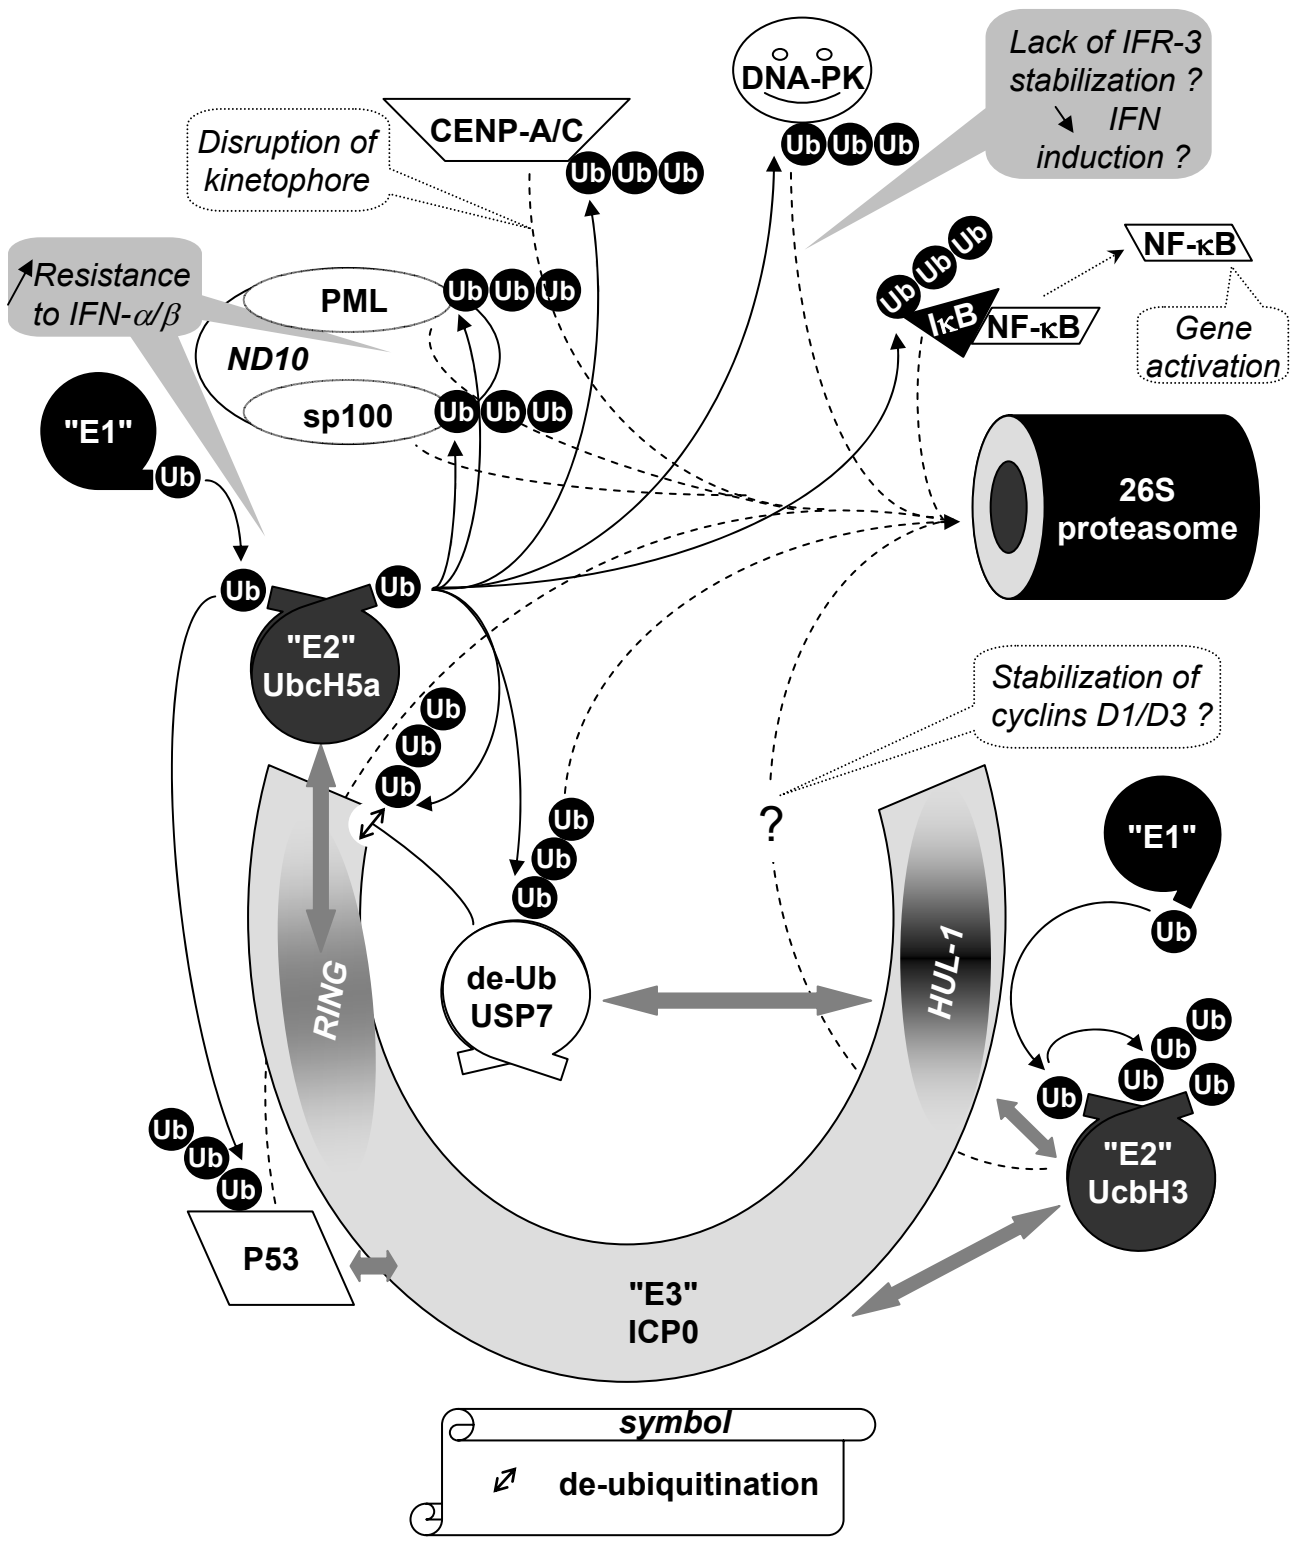 Lack of IFR-3
stabilization ?
IFN
induction ?
DNA-PK
Ub Ub Ub
CENP-A/C
Ub Ub Ub
Disruption of
kinetophore
Resistance
to IFN-α/β
PML
Ub Ub Ub
ND10
sp100
Ub Ub Ub
Ub
Ub
Ub
IκB
NF-κB
NF-κB
Gene
activation
"E1"
Ub
26S
proteasome
Ub
Ub
"E2"
UbcH5a
Ub
Ub
Ub
Stabilization of
cyclins D1/D3 ?
?
Ub
Ub
Ub
de-Ub
USP7
RING
HUL-1
"E1"
Ub
Ub
Ub
Ub
Ub
Ub
"E2"
UcbH3
Ub
Ub
Ub
P53
"E3"
ICP0
symbol
de-ubiquitination